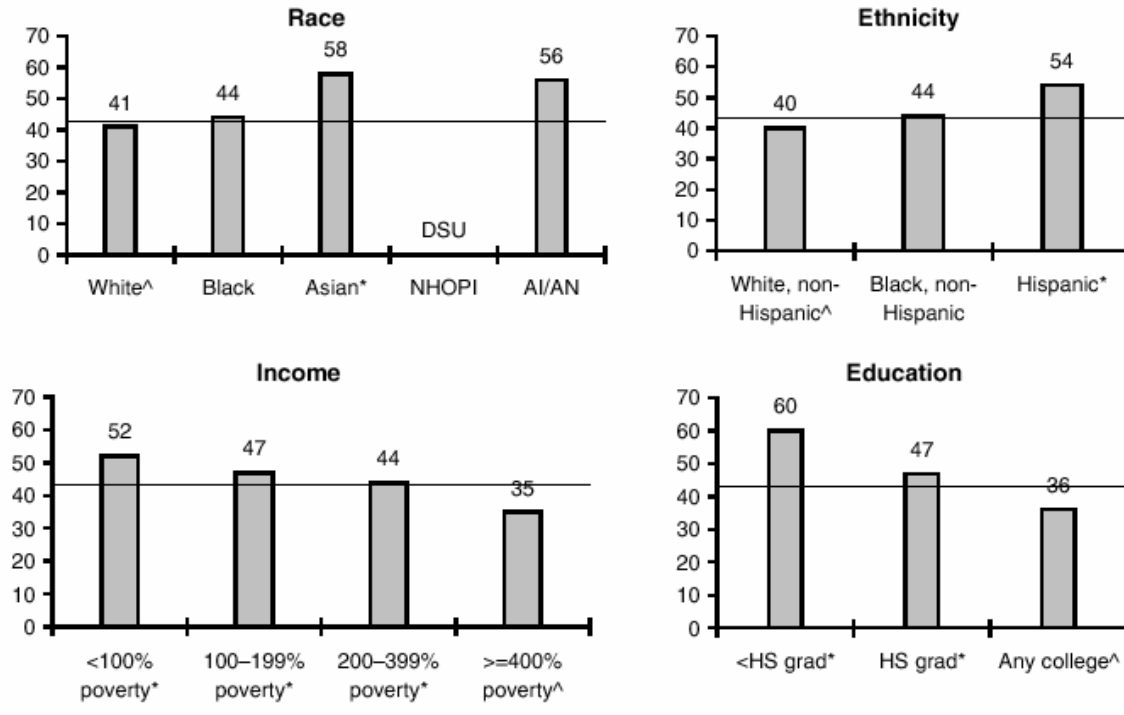 Race
70
60
50
40
30
20
10
0
41
44
58
DSU
56
White^
Black
Asian*
NHOPI
AI/AN
Ethnicity
70
60
50
40
30
20
10
0
40
44
54
White, non-
Hispanic^
Black, non-
Hispanic
Hispanic*
Income
70
60
50
40
30
20
10
0
52
47
44
35
<100%
poverty*
100–199%
poverty*
200–399%
poverty*
>=400%
poverty^
Education
70
60
50
40
30
20
10
0
60
47
36
<HS grad*
HS grad*
Any college^